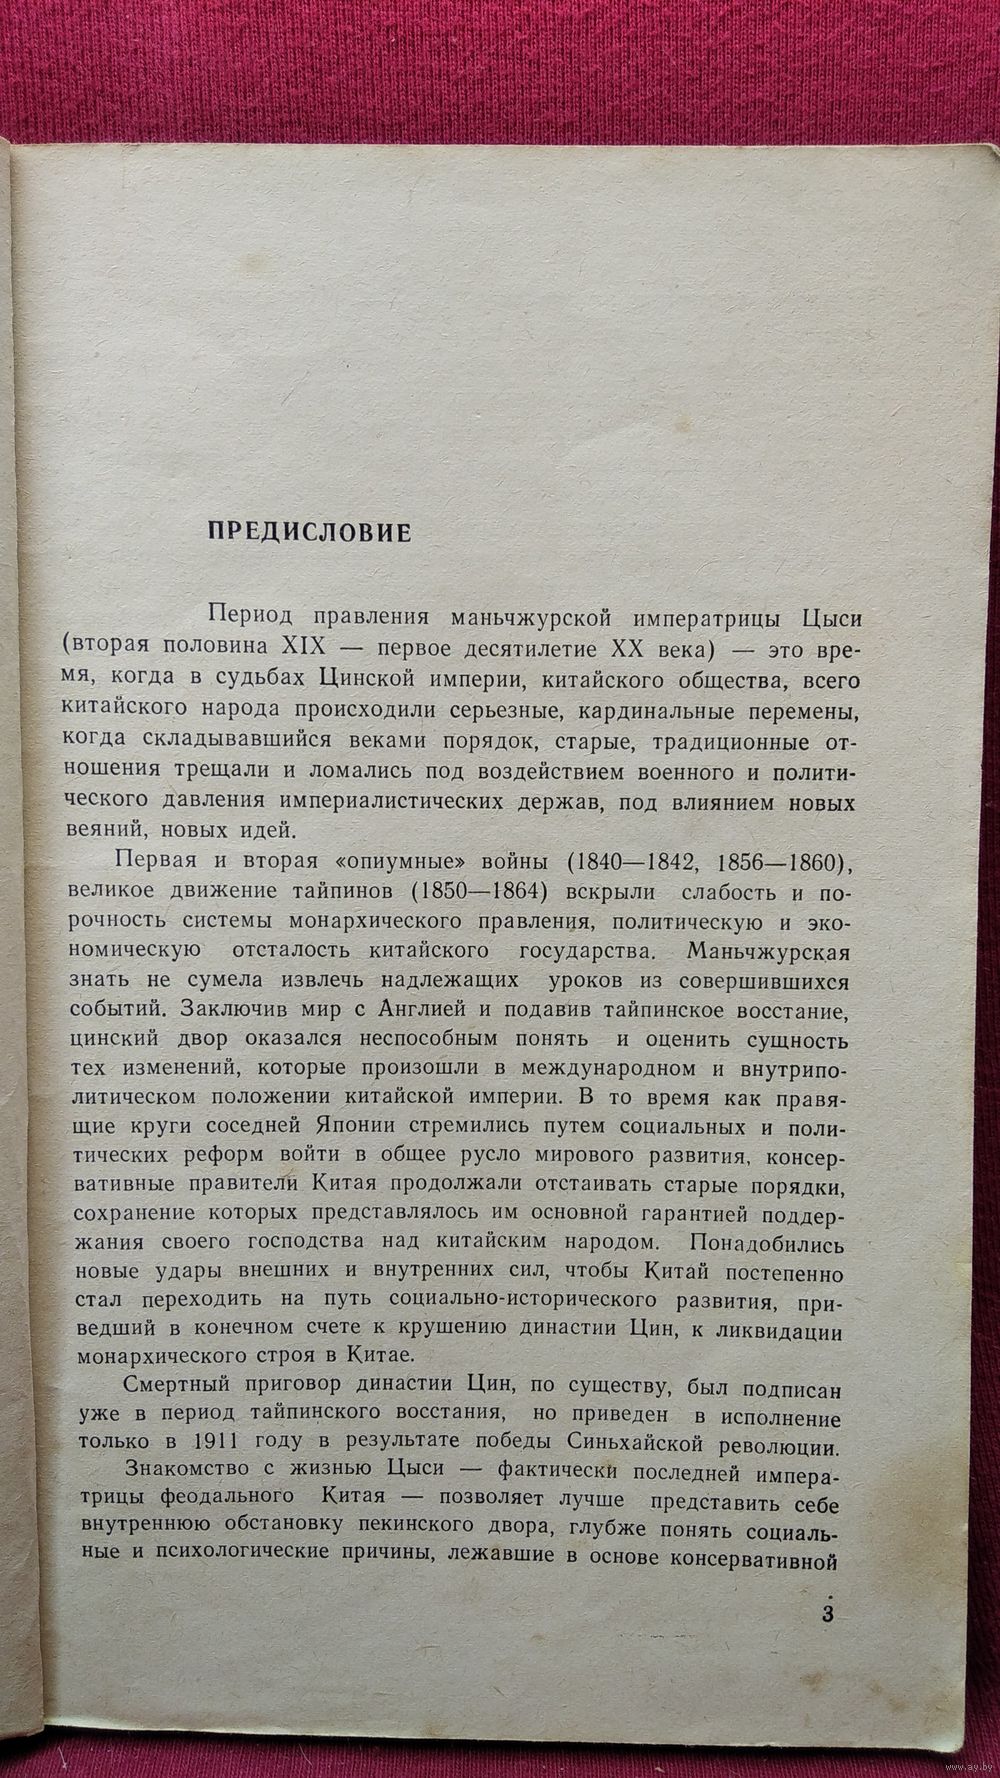 ПРЕДИСЛОВИЕ
Период правления маньчжурской императрицы Цыси
(вторая половина XIX — первое десятилетие XX века) — это вре-
мя, когда в судьбах Цинской империи, китайского общества, всего
китайского народа происходили серьезные, кардинальные перемены,
когда складывавшийся веками порядок, старые, традиционные от-
ношения трещали и ломались под воздействием военного и полити-
ческого давления империалистических держав, под влиянием новых
веяний, новых идей.
Первая и вторая «опиумные» войны (1840—1842, 1856—1860),
великое движение тайпинов (1850—1864) вскрыли слабость и по-
рочность системы монархического правления, политическую и эко-
номическую отсталость китайского государства. Маньчжурская
знать не сумела извлечь надлежащих уроков из совершившихся
событий. Заключив мир с Англией и подавив тайпинское восстание,
цинский двор оказался неспособным понять и оценить сущность
тех изменений, которые произошли в международном и внутрипо-
литическом положении китайской империи. В то время как правя-
щие круги соседней Японии стремились путем социальных и поли-
тических реформ войти в общее русло мирового развития, консер-
вативные правители Китая продолжали отстаивать старые порядки,
сохранение которых представлялось им основной гарантией поддер-
жания своего господства над китайским народом. Понадобились
новые удары внешних и внутренних сил, чтобы Китай постепенно
стал переходить на путь социально-исторического развития, при-
ведший в конечном счете к крушению династии Цин, к ликвидации
монархического строя в Китае.
Смертный приговор династии Цин, по существу, был подписан
уже в период тайпинского восстания, но приведен в исполнение
только в 1911 году в результате победы Синьхайской революции.
Знакомство с жизнью Цыси — фактически последней импера-
трицы феодального Китая — позволяет лучше представить себе
внутреннюю обстановку пекинского двора, глубже понять социаль-
ные и психологические причины, лежавшие в основе консервативной
3
www.ay.by